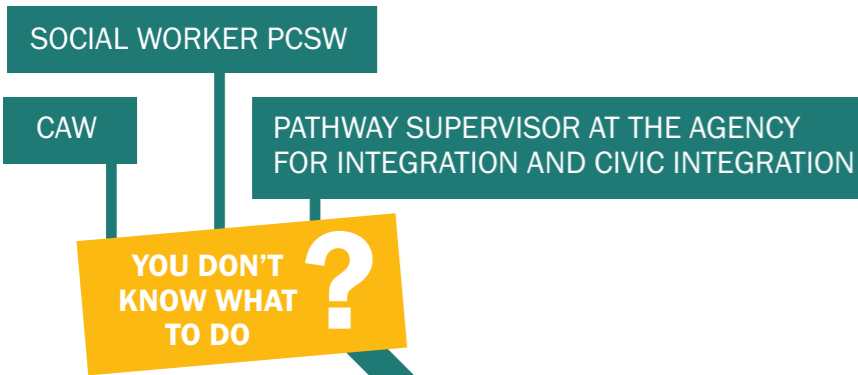 SOCIAL WORKER PCSW
CAW
PATHWAY SUPERVISOR AT THE AGENCY
FOR INTEGRATION AND CIVIC INTEGRATION
YOU DON'T
KNOW WHAT
TO DO
?